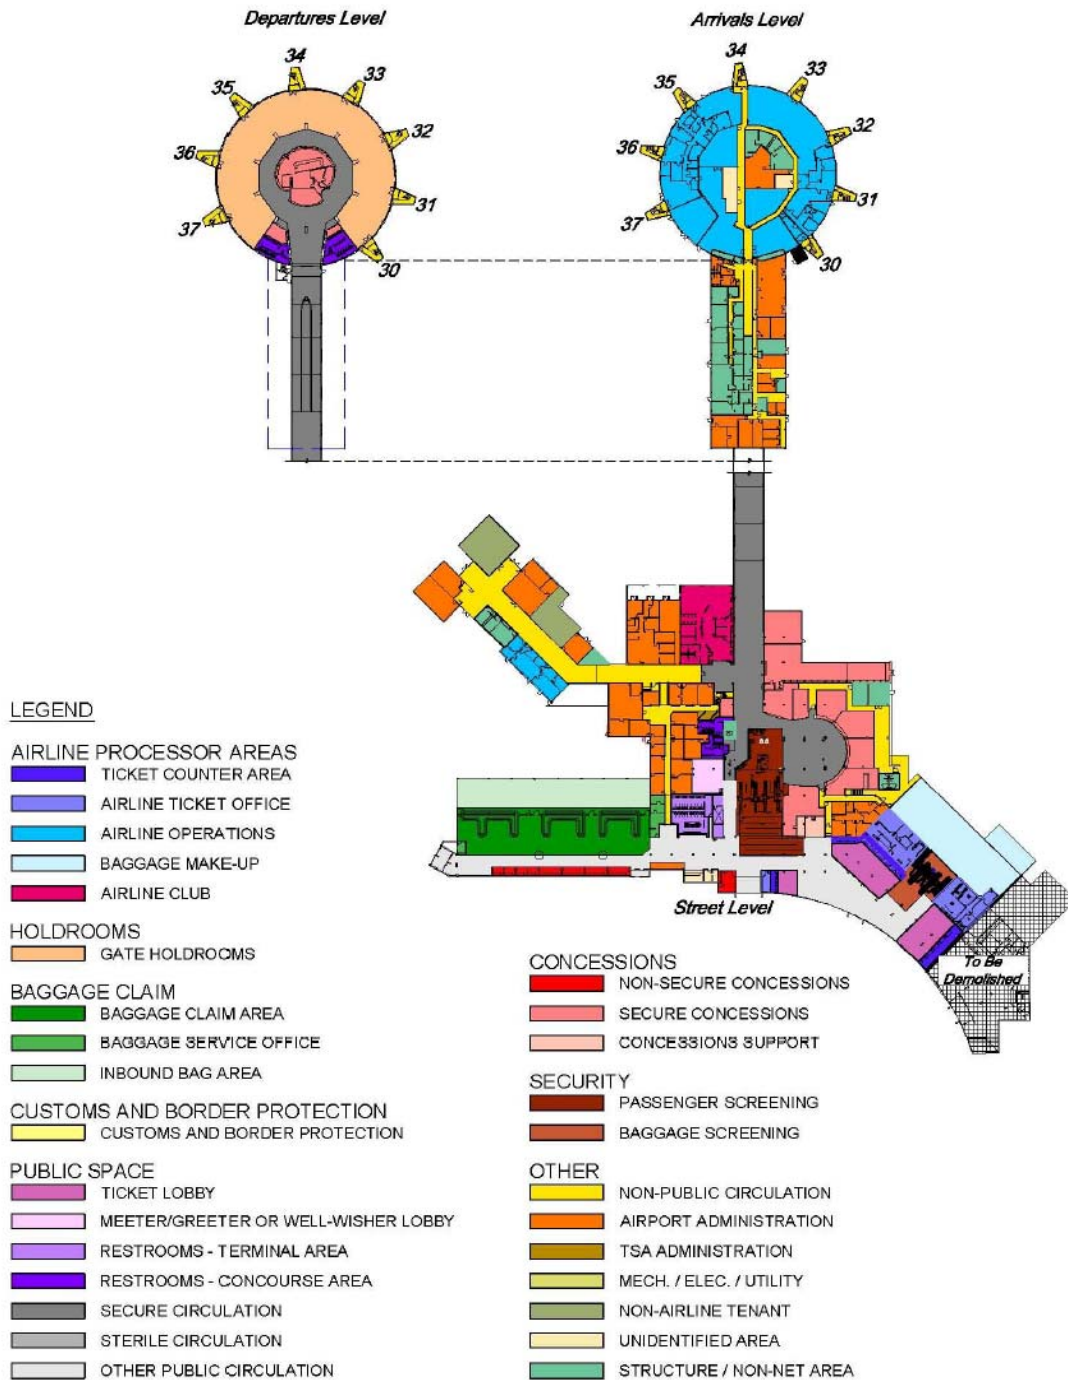 Departures Level
Arrivals Level
34
35
33
36
32
37
31
30
34
35
33
36
32
37
31
30
Street Level
To Be
Demolished
LEGEND
AIRLINE PROCESSOR AREAS
TICKET COUNTER AREA
AIRLINE TICKET OFFICE
AIRLINE OPERATIONS
BAGGAGE MAKE-UP
AIRLINE CLUB
HOLDROOMS
GATE HOLDROOMS
BAGGAGE CLAIM
BAGGAGE CLAIM AREA
BAGGAGE SERVICE OFFICE
INBOUND BAG AREA
CUSTOMS AND BORDER PROTECTION
CUSTOMS AND BORDER PROTECTION
PUBLIC SPACE
TICKET LOBBY
MEETER/GREETER OR WELL-WISHER LOBBY
RESTROOMS - TERMINAL AREA
RESTROOMS - CONCOURSE AREA
SECURE CIRCULATION
STERILE CIRCULATION
OTHER PUBLIC CIRCULATION
CONCESSIONS
NON-SECURE CONCESSIONS
SECURE CONCESSIONS
CONCESSIONS SUPPORT
SECURITY
PASSENGER SCREENING
BAGGAGE SCREENING
OTHER
NON-PUBLIC CIRCULATION
AIRPORT ADMINISTRATION
TSA ADMINISTRATION
MECH. / ELEC. / UTILITY
NON-AIRLINE TENANT
UNIDENTIFIED AREA
STRUCTURE / NON-NET AREA